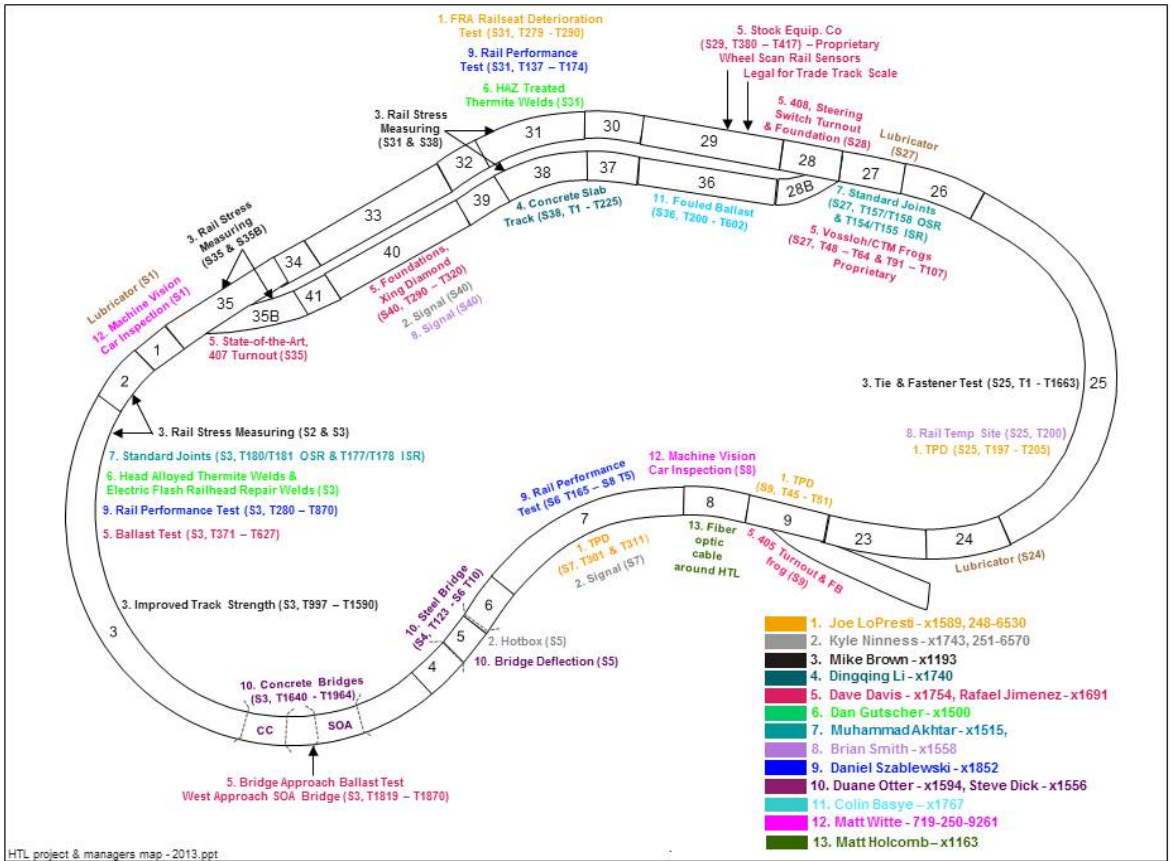 1. FRA Railseat Deterioration
Test (S31, T279 - T290)
9. Rail Performance
Test (S31, T137 – T174)
6. HAZ Treated
Thermite Welds (S31)
3. Rail Stress
Measuring
(S31 & S38)
5. Stock Equip. Co
(S29, T380 – T417) – Proprietary
Wheel Scan Rail Sensors
Legal for Trade Track Scale
5. 408, Steering
Switch Turnout
& Foundation (S28)
Lubricator
(S27)
31
30
29
28
27
26
32
33
34
35
38
37
36
28B
39
40
41
35B
4. Concrete Slab
Track (S38, T1 - T225)
11. Fouled Ballast
(S36, T200 - T602)
7. Standard Joints
(S27, T157/T158 OSR
& T154/T155 ISR)
5. Vossloh/CTM Frogs
(S27, T48 – T64 & T91 – T107)
Proprietary
3. Rail Stress
Measuring
(S35 & S35B)
5. Foundations,
Xing Diamond
(S40, T290 – T320)
2. Signal (S40)
8. Signal (S40)
Lubricator (S1)
12. Machine Vision
Car Inspection (S1)
5. State-of-the-Art,
407 Turnout (S35)
1
2
3. Tie & Fastener Test (S25, T1 - T1663)
25
3. Rail Stress Measuring (S2 & S3)
7. Standard Joints (S3, T180/T181 OSR & T177/T178 ISR)
6. Head Alloyed Thermite Welds &
Electric Flash Railhead Repair Welds (S3)
9. Rail Performance Test (S3, T280 – T870)
5. Ballast Test (S3, T371 – T627)
8. Rail Temp Site (S25, T200)
1. TPD (S25, T197 - T205)
12. Machine Vision
Car Inspection (S8)
9. Rail Performance
Test (S6 T165 – S8 T5)
1. TPD
(S9, T45 - T51)
7
8
9
23
24
1. TPD
(S7, T301 & T311)
2. Signal (S7)
13. Fiber
optic
cable
around HTL
5. 405 Turnout & FB
frog (S9)
Lubricator (S24)
3. Improved Track Strength (S3, T997 – T1590)
3
10. Steel Bridge
(S4, T123 - S6 T10)
6
5
4
2. Hotbox (S5)
10. Bridge Deflection (S5)
10. Concrete Bridges
(S3, T1640 - T1964)
CC
SOA
5. Bridge Approach Ballast Test
West Approach SOA Bridge (S3, T1819 – T1870)
1. Joe LoPresti - x1589, 248-6530
2. Kyle Ninness - x1743, 251-6570
3. Mike Brown - x1193
4. Dingqing Li - x1740
5. Dave Davis - x1754, Rafael Jimenez - x1691
6. Dan Gutscher - x1500
7. Muhammad Akhtar - x1515,
8. Brian Smith - x1558
9. Daniel Szablewski - x1852
10. Duane Otter - x1594, Steve Dick - x1556
11. Colin Basye - x1767
12. Matt Witte - 719-250-9261
13. Matt Holcomb - x1163
HTL project & managers map - 2013.ppt